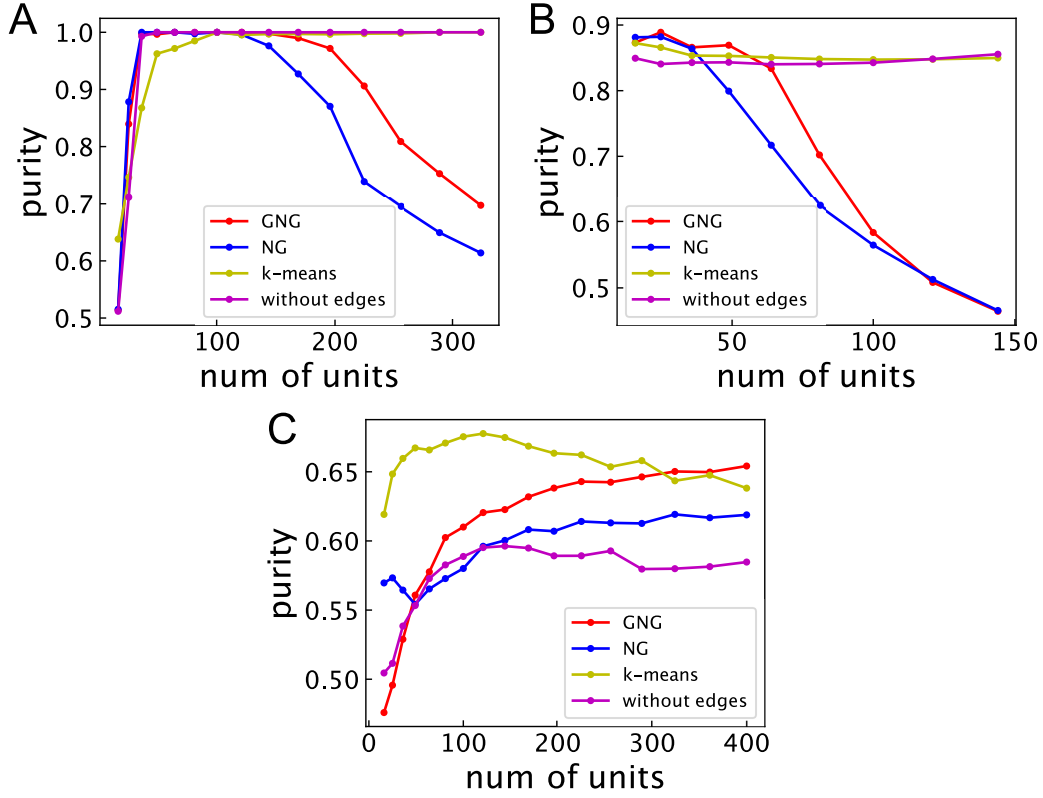 A
purity
1.0
0.9
0.8
0.7
0.6
0.5
GNG
NG
k-means
without edges
100
200
300
num of units
B
purity
0.9
0.8
0.7
0.6
0.5
GNG
NG
k-means
without edges
50
100
150
num of units
C
purity
0.65
0.60
0.55
0.50
GNG
NG
k-means
without edges
0
100
200
300
400
num of units